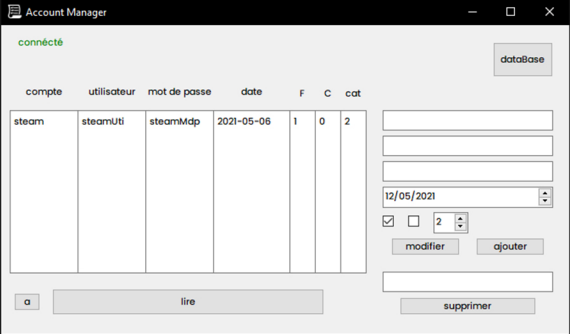 Account Manager
connécté
dataBase
compte utilisateur mot de passe date F C cat
steam steamUti steamMdp 2021-05-06 1 0 2
12/05/2021
2
modifier ajouter
a lire
supprimer